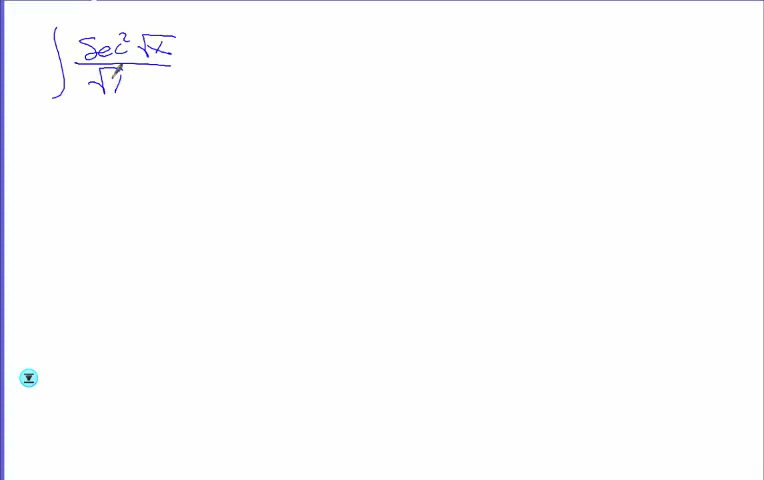 ∫ sec² √x / √